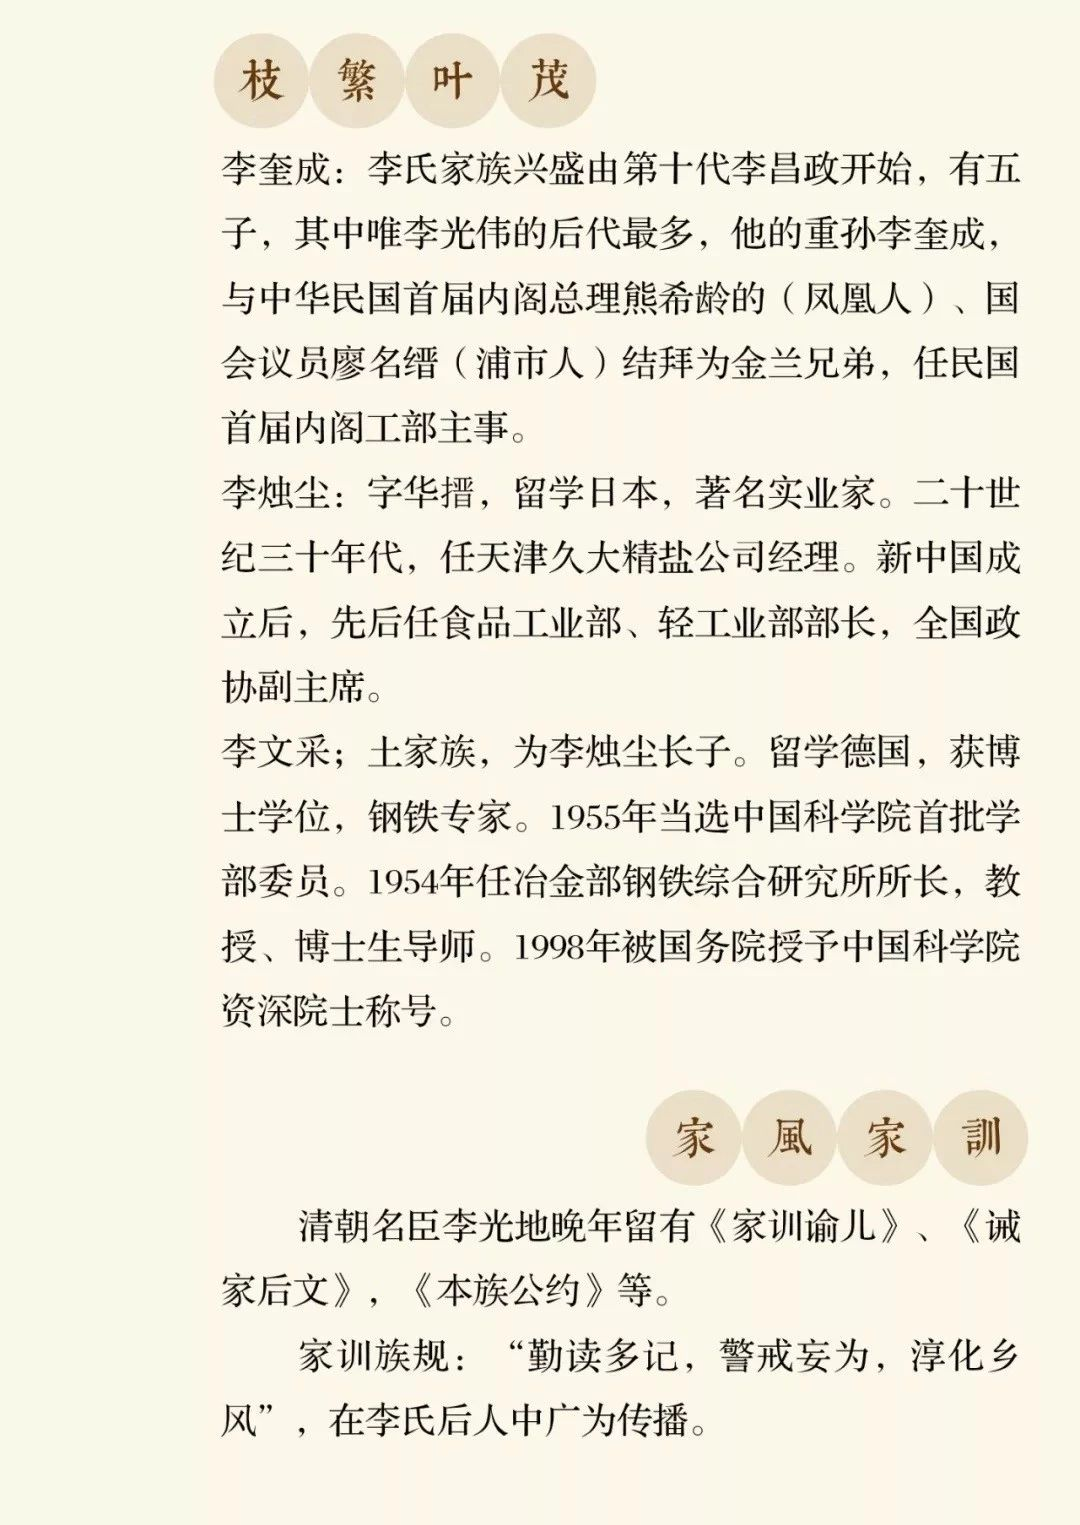 枝繁叶茂
李奎成：李氏家族兴盛由第十代李昌政开始，有五
子，其中唯李光伟的后代最多，他的重孙李奎成，
与中华民国首届内阁总理熊希龄的（凤凰人）、国
会议员廖名缙（浦市人）结拜为金兰兄弟，任民国
首届内阁工部主事。
李烛尘：字华搢，留学日本，著名实业家。二十世
纪三十年代，任天津久大精盐公司经理。新中国成
立后，先后任食品工业部、轻工业部部长，全国政
协副主席。
李文采；土家族，为李烛尘长子。留学德国，获博
士学位，钢铁专家。1955年当选中国科学院首批学
部委员。1954年任冶金部钢铁综合研究所所长，教
授、博士生导师。1998年被国务院授予中国科学院
资深院士称号。
家風家訓
清朝名臣李光地晚年留有《家训谕儿》、《诫
家后文》，《本族公约》等。
家训族规：“勤读多记，警戒妄为，淳化乡
风”，在李氏后人中广为传播。